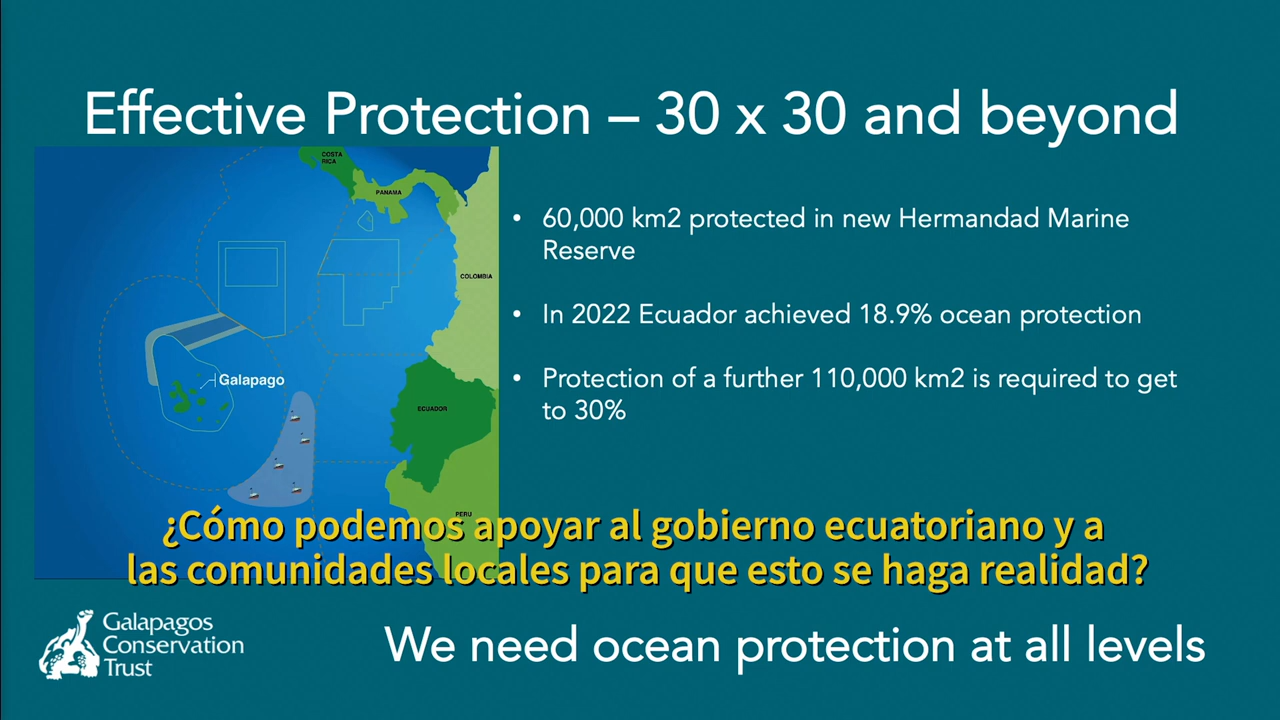 Effective Protection – 30 x 30 and beyond
COSTA
RICA
PANAMA
COLOMBIA
Galapago
ECUADOR
PERU
• 60,000 km2 protected in new Hermandad Marine
Reserve
• In 2022 Ecuador achieved 18.9% ocean protection
• Protection of a further 110,000 km2 is required to get
to 30%
¿Cómo podemos apoyar al gobierno ecuatoriano y a
las comunidades locales para que esto se haga realidad?
Galapagos
Conservation
Trust
We need ocean protection at all levels